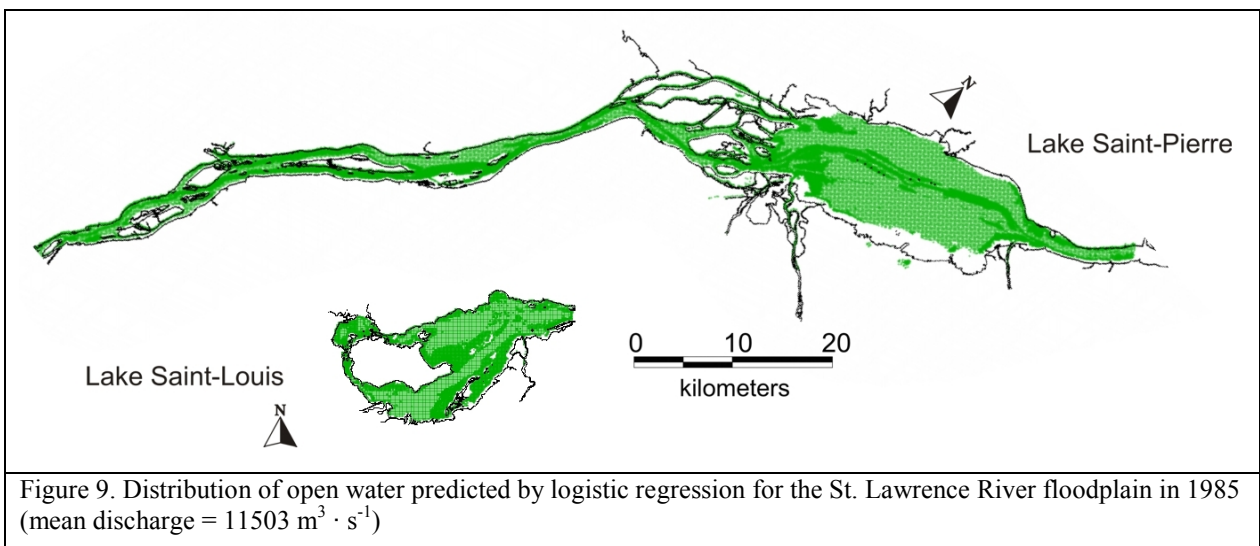 N
Lake Saint-Pierre
0 10 20
kilometers
Lake Saint-Louis
N
Figure 9. Distribution of open water predicted by logistic regression for the St. Lawrence River floodplain in 1985
(mean discharge = 11503 m³ · s⁻¹)